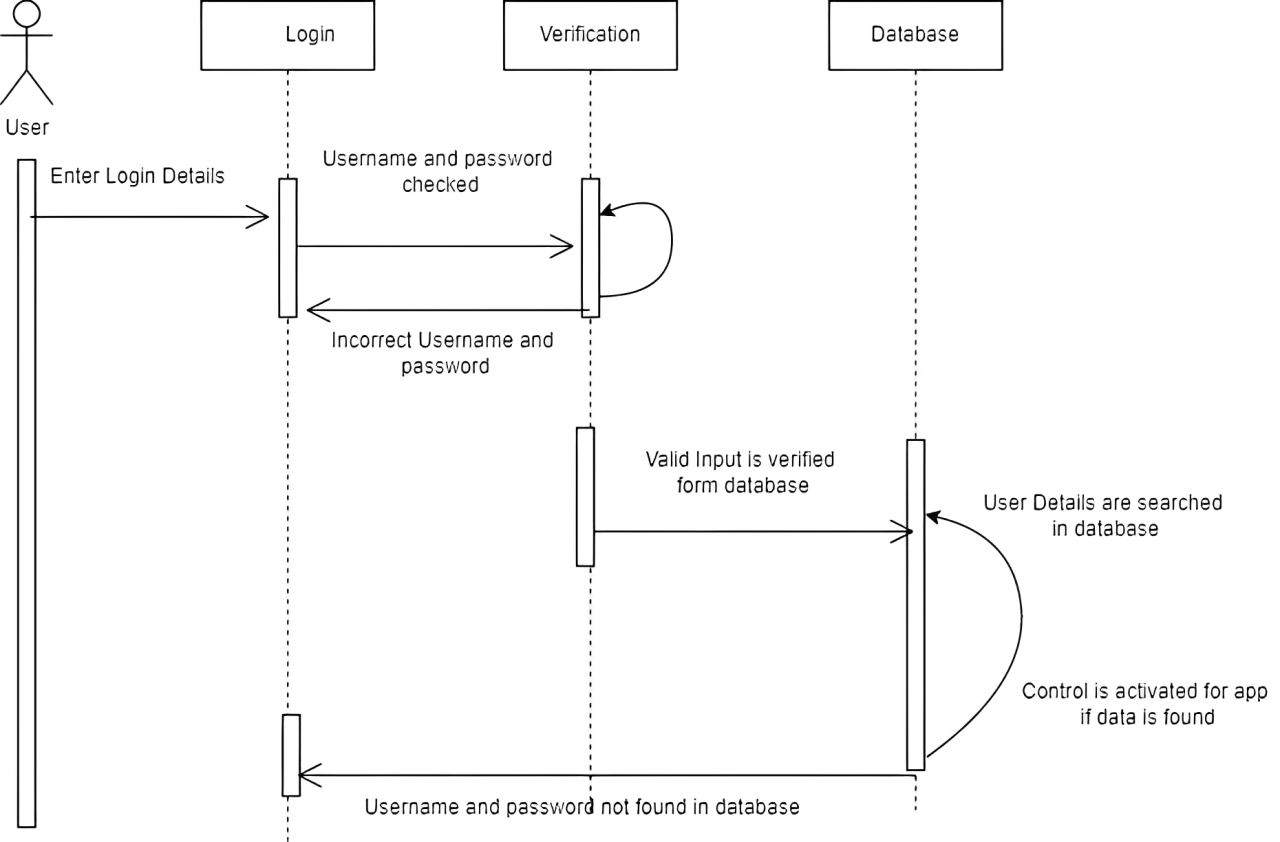 Login
Verification
Database
User
Enter Login Details
Username and password
checked
Incorrect Username and
password
Valid Input is verified
form database
User Details are searched
in database
Control is activated for app
if data is found
Username and password not found in database